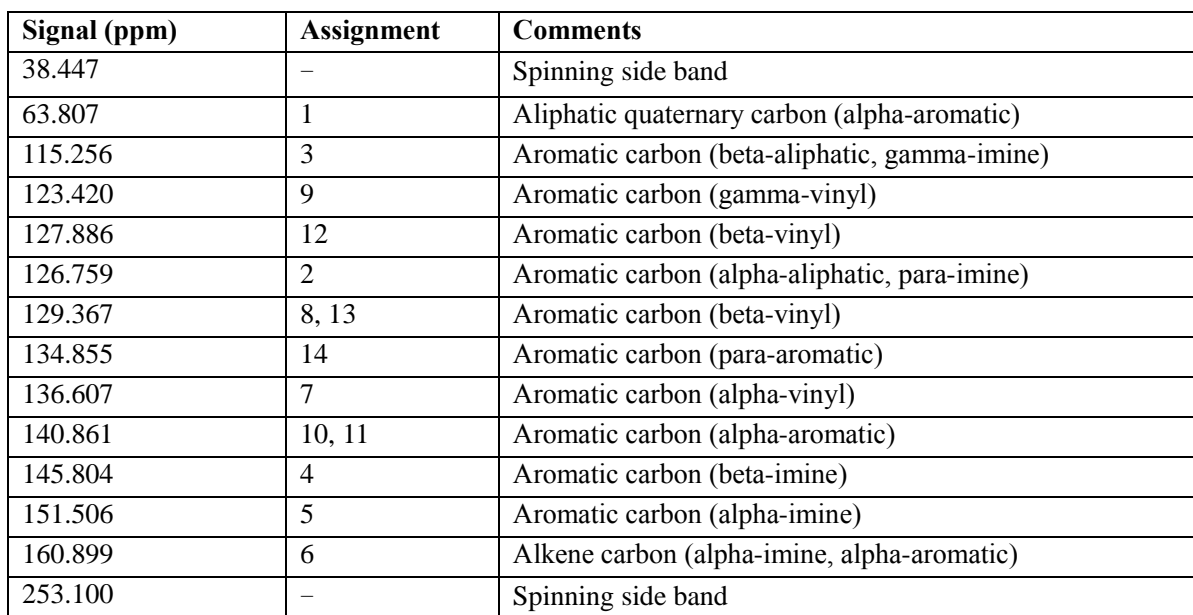 Signal (ppm) Assignment Comments
38.447 – Spinning side band
63.807 1 Aliphatic quaternary carbon (alpha-aromatic)
115.256 3 Aromatic carbon (beta-aliphatic, gamma-imine)
123.420 9 Aromatic carbon (gamma-vinyl)
127.886 12 Aromatic carbon (beta-vinyl)
126.759 2 Aromatic carbon (alpha-aliphatic, para-imine)
129.367 8, 13 Aromatic carbon (beta-vinyl)
134.855 14 Aromatic carbon (para-aromatic)
136.607 7 Aromatic carbon (alpha-vinyl)
140.861 10, 11 Aromatic carbon (alpha-aromatic)
145.804 4 Aromatic carbon (beta-imine)
151.506 5 Aromatic carbon (alpha-imine)
160.899 6 Alkene carbon (alpha-imine, alpha-aromatic)
253.100 – Spinning side band